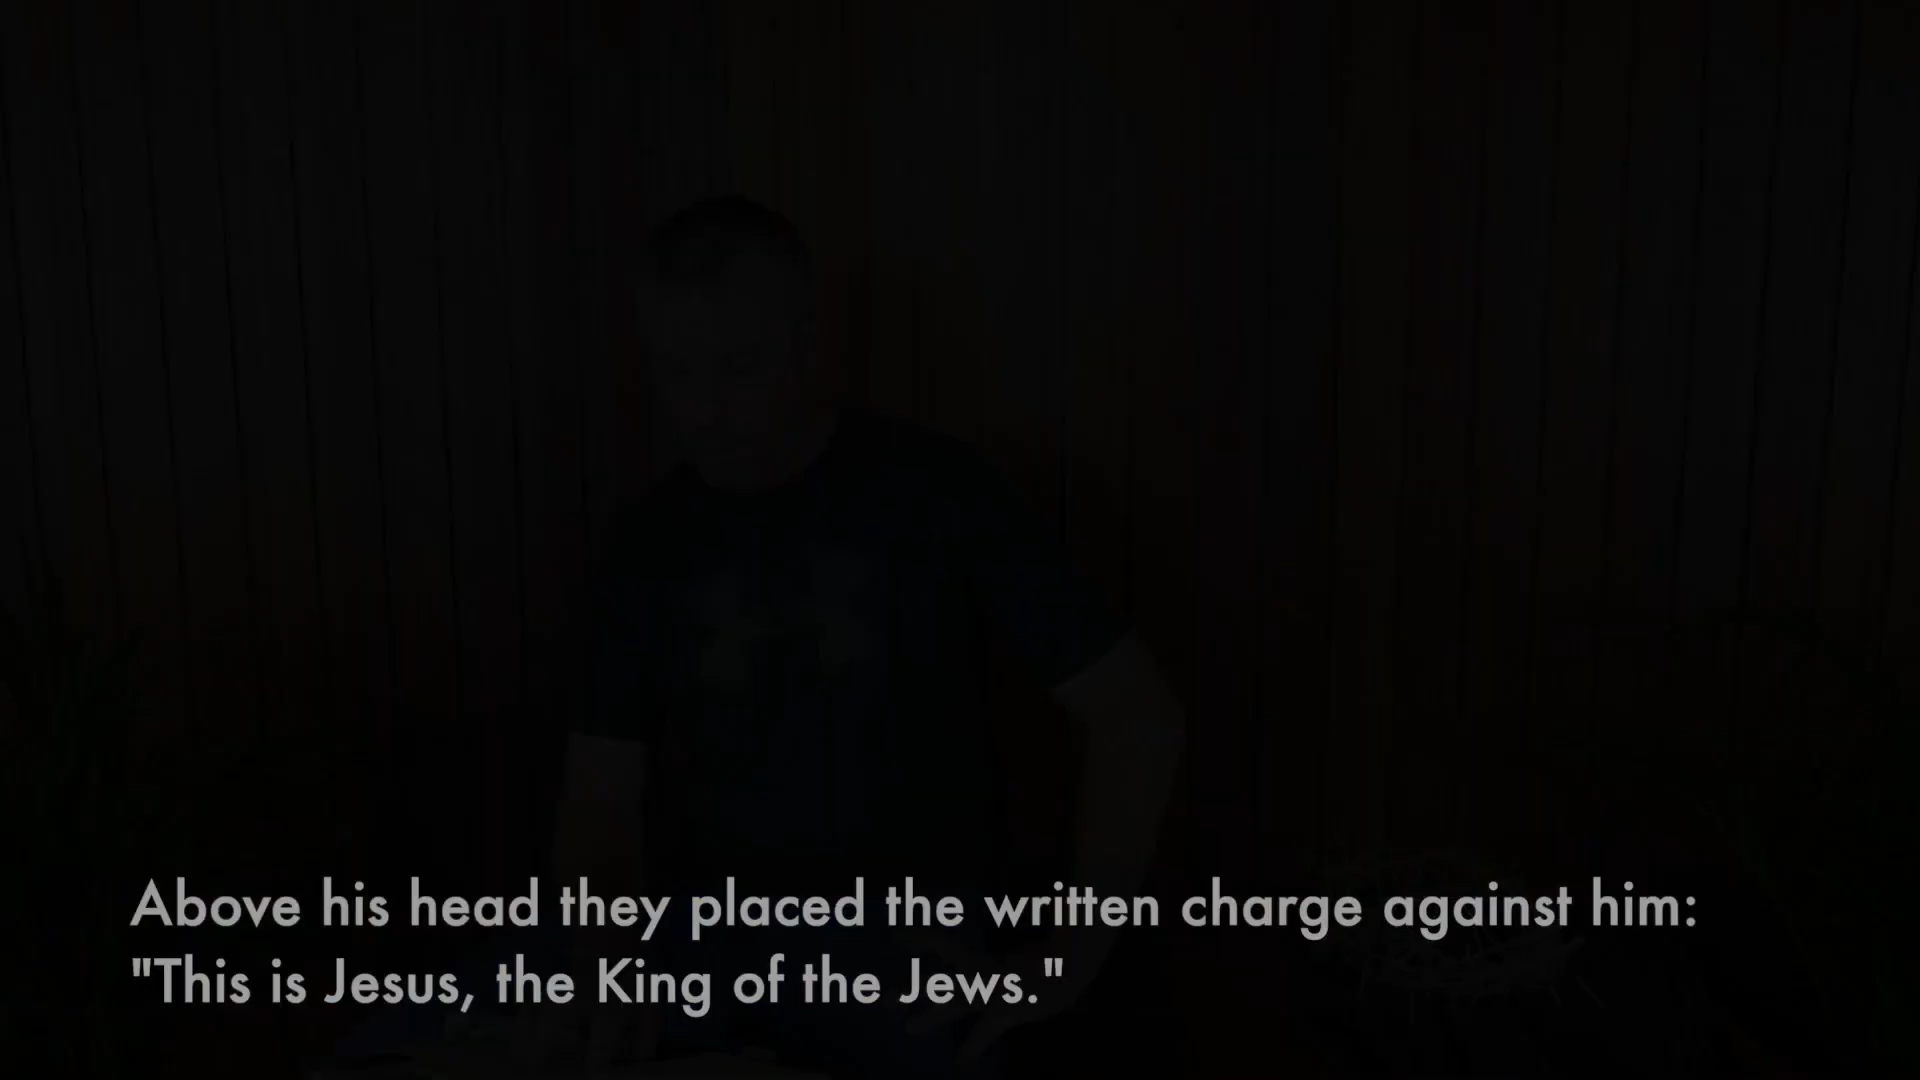 Above his head they placed the written charge against him:
"This is Jesus, the King of the Jews."